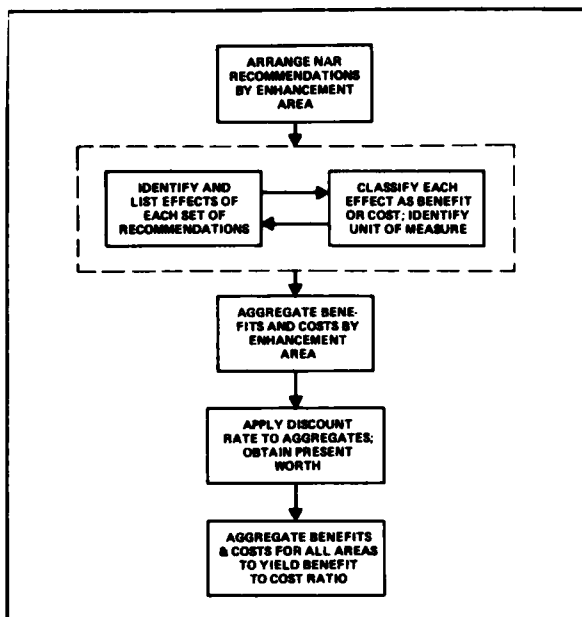 ARRANGE NAR
RECOMMENDATIONS
BY ENHANCEMENT
AREA
IDENTIFY AND
LIST EFFECTS OF
EACH SET OF
RECOMMENDATIONS
CLASSIFY EACH
EFFECT AS BENEFIT
OR COST; IDENTIFY
UNIT OF MEASURE
AGGREGATE BENE-
FITS AND COSTS BY
ENHANCEMENT
AREA
APPLY DISCOUNT
RATE TO AGGREGATES;
OBTAIN PRESENT
WORTH
AGGREGATE BENEFITS
& COSTS FOR ALL AREAS
TO YIELD BENEFIT
TO COST RATIO